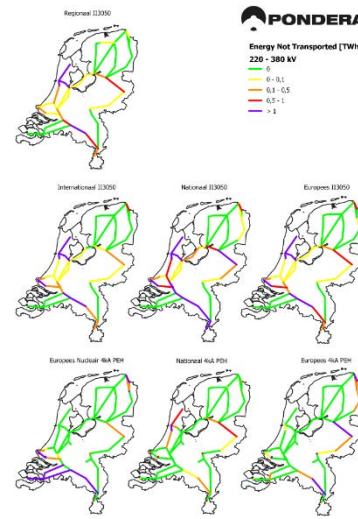 Regionaal II3050
PONDERA
Energy Not Transported [TWh
220 - 380 kV
0
0 - 0,1
0,1 - 0,5
0,5 - 1
> 1
Internationaal II3050
Nationaal II3050
Europees II3050
Europees Nucleair 4kA PEH
Nationaal 4kA PEH
Europees 4kA PEH